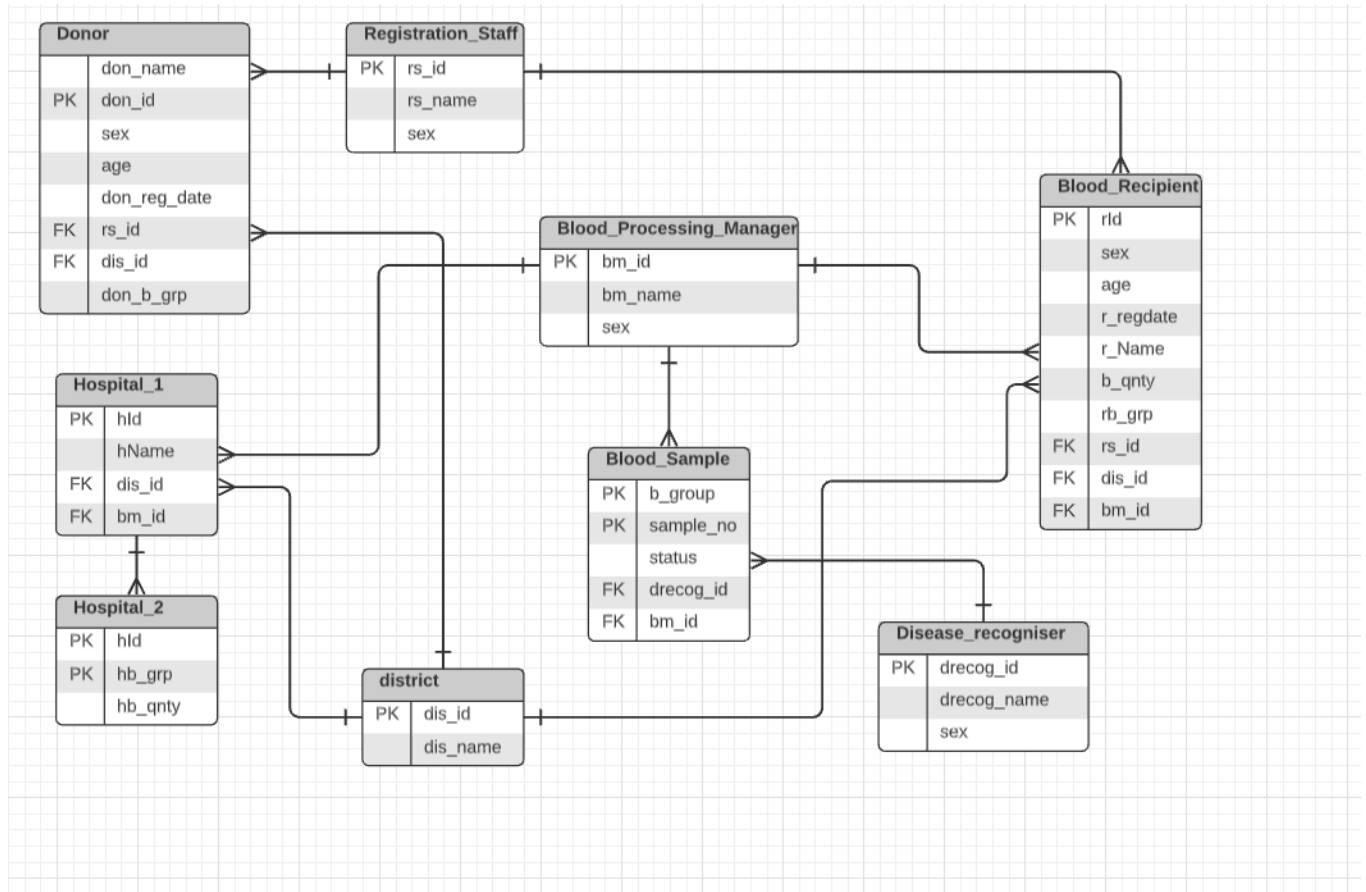 Donor
don_name
PK don_id
sex
age
don_reg_date
FK rs_id
FK dis_id
don_b_grp
Registration_Staff
PK rs_id
rs_name
sex
Blood_Recipient
PK rId
sex
age
r_regdate
r_Name
b_qnty
rb_grp
FK rs_id
FK dis_id
FK bm_id
Blood_Processing_Manager
PK bm_id
bm_name
sex
Hospital_1
PK hId
hName
FK dis_id
FK bm_id
Blood_Sample
PK b_group
PK sample_no
status
FK drecog_id
FK bm_id
Hospital_2
PK hId
PK hb_grp
hb_qnty
district
PK dis_id
dis_name
Disease_recogniser
PK drecog_id
drecog_name
sex